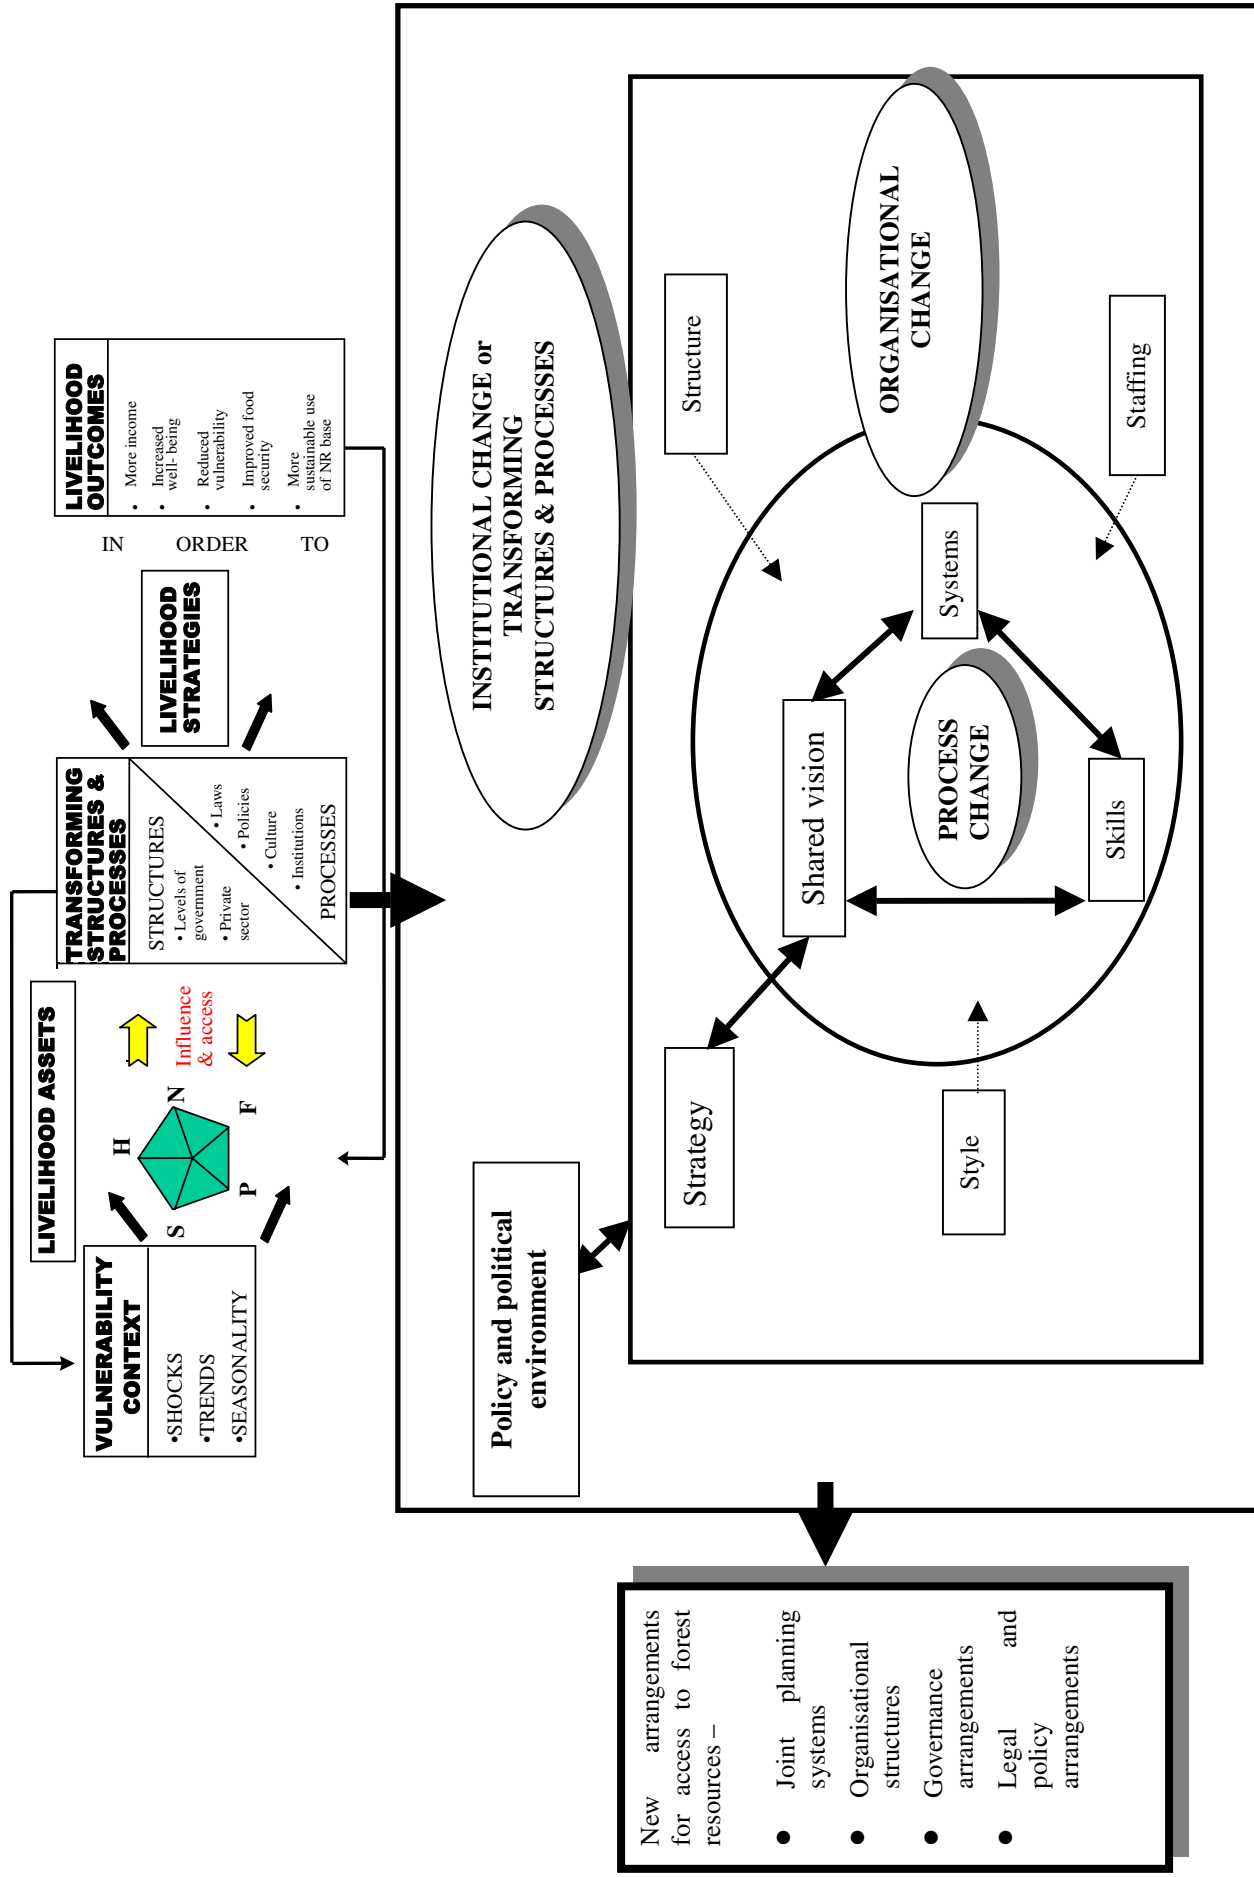 VULNERABILITY
CONTEXT
•SHOCKS
•TRENDS
•SEASONALITY
LIVELIHOOD ASSETS
H
S
N
P
F
Influence
& access
TRANSFORMING
STRUCTURES &
PROCESSES
STRUCTURES
• Levels of
government
• Private
sector
• Laws
• Policies
• Culture
• Institutions
PROCESSES
LIVELIHOOD
STRATEGIES
IN
ORDER
TO
LIVELIHOOD
OUTCOMES
• More income
• Increased
well- being
• Reduced
vulnerability
• Improved food
security
• More
sustainable use
of NR base
Policy and political
environment
INSTITUTIONAL CHANGE or
TRANSFORMING
STRUCTURES & PROCESSES
Strategy
Structure
Shared vision
ORGANISATIONAL
CHANGE
Systems
PROCESS
CHANGE
Style
Skills
Staffing
New arrangements
for access to forest
resources –
● Joint planning
systems
● Organisational
structures
● Governance
arrangements
● Legal and
policy
arrangements